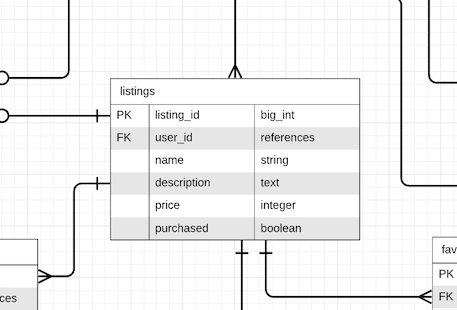 listings
PK listing_id big_int
FK user_id references
name string
description text
price integer
purchased boolean
fav
PK
FK
ces